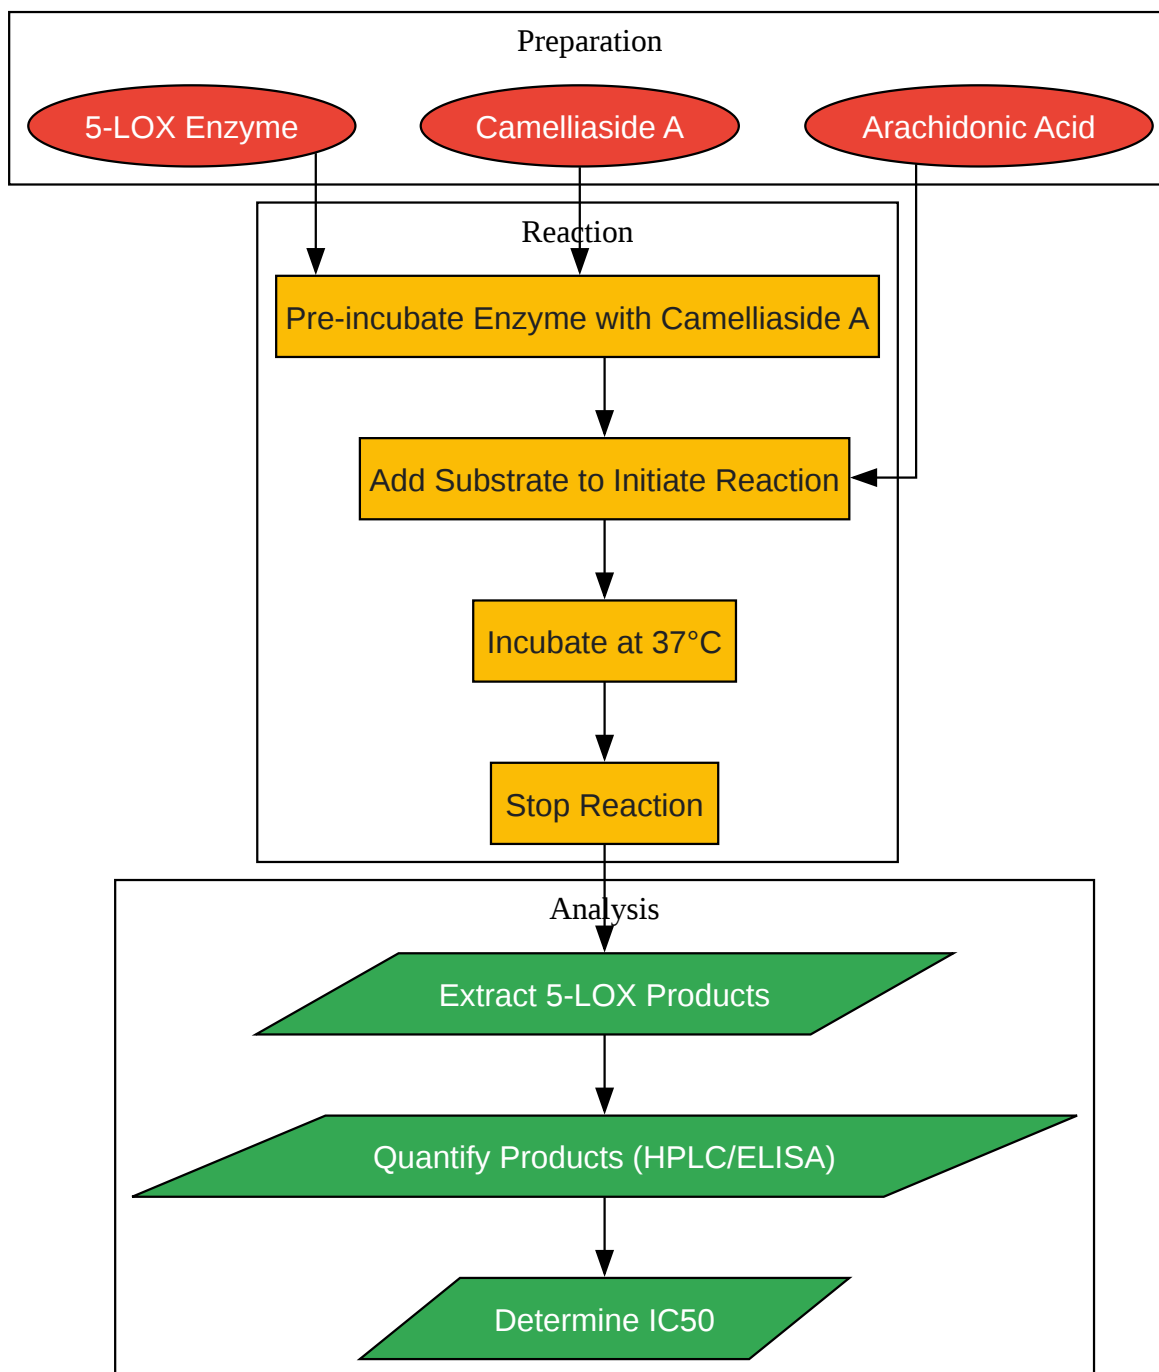 Preparation
5-LOX Enzyme
Camelliaside A
Arachidonic Acid
Reaction
Pre-incubate Enzyme with Camelliaside A
Add Substrate to Initiate Reaction
Incubate at 37°C
Stop Reaction
Analysis
Extract 5-LOX Products
Quantify Products (HPLC/ELISA)
Determine IC50